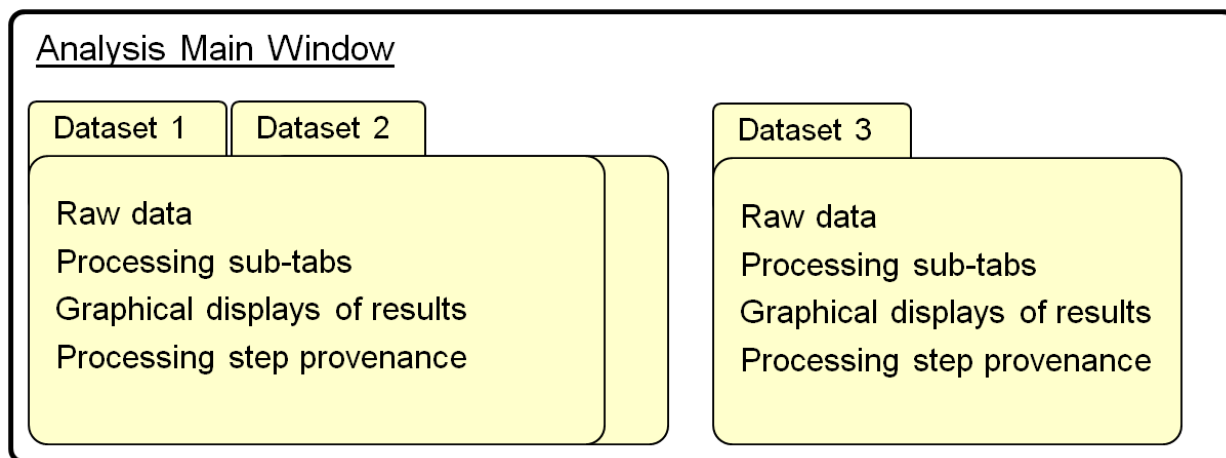 Analysis Main Window
Dataset 1
Dataset 2
Raw data
Processing sub-tabs
Graphical displays of results
Processing step provenance
Dataset 3
Raw data
Processing sub-tabs
Graphical displays of results
Processing step provenance